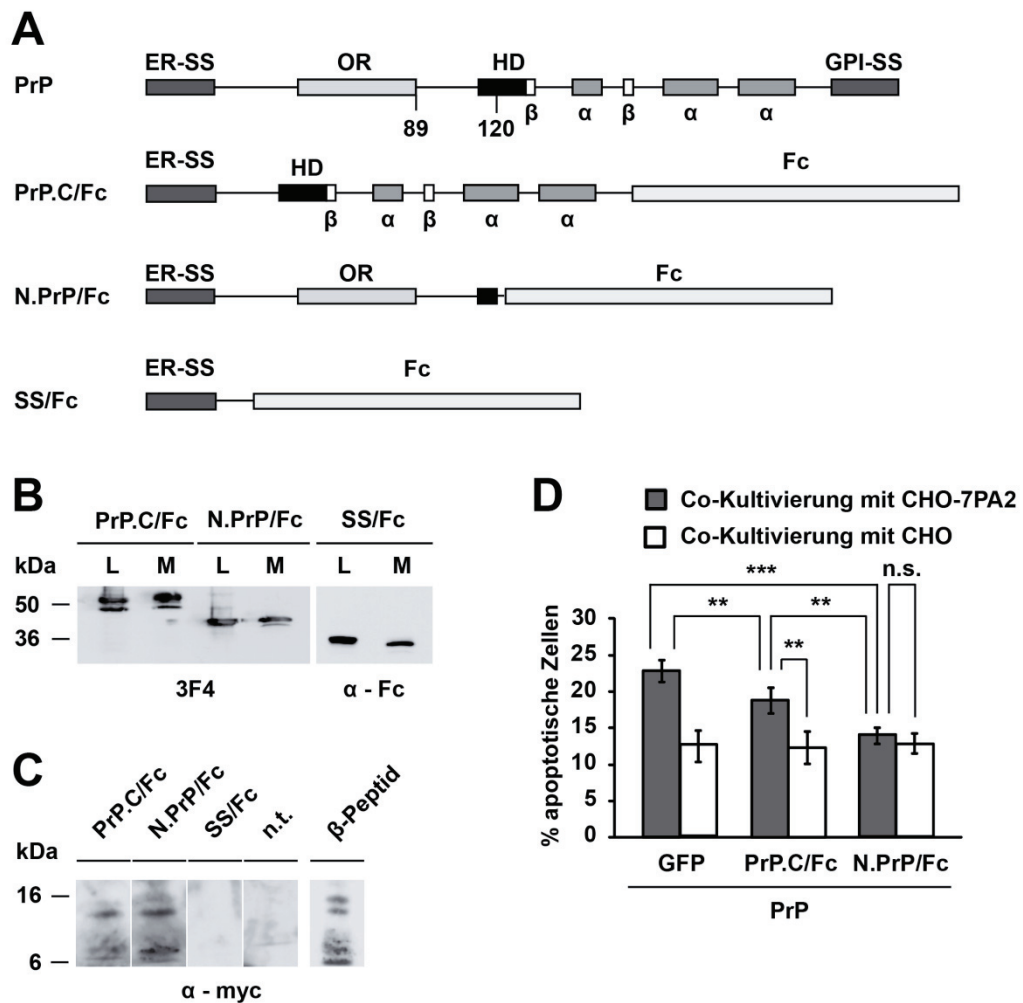 A
ER-SS OR HD GPI-SS
PrP
89 120 β α β α α
ER-SS HD Fc
PrP.C/Fc
β α β α α
ER-SS OR Fc
N.PrP/Fc
ER-SS Fc
SS/Fc
B
PrP.C/Fc N.PrP/Fc SS/Fc
kDa L M L M L M
50
36
3F4 α - Fc
C
PrP.C/Fc N.PrP/Fc SS/Fc n.t. β-Peptid
kDa
16
6
α - myc
D
Co-Kultivierung mit CHO-7PA2
Co-Kultivierung mit CHO
*** n.s.
** **
**
% apoptotische Zellen
30
25
20
15
10
5
0
GFP PrP.C/Fc N.PrP/Fc
PrP